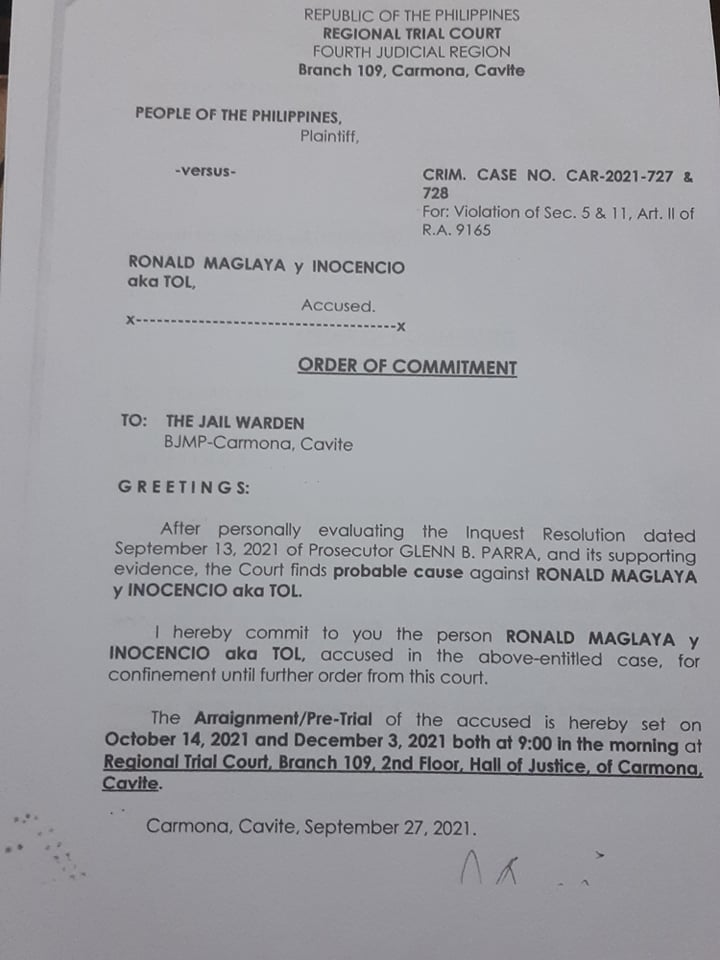 REPUBLIC OF THE PHILIPPINES
REGIONAL TRIAL COURT
FOURTH JUDICIAL REGION
Branch 109, Carmona, Cavite
PEOPLE OF THE PHILIPPINES,
Plaintiff,
-versus-
CRIM. CASE NO. CAR-2021-727 &
728
For: Violation of Sec. 5 & 11, Art. II of
R.A. 9165
RONALD MAGLAYA y INOCENCIO
aka TOL,
Accused.
x-----------------------------------x
ORDER OF COMMITMENT
TO: THE JAIL WARDEN
BJMP-Carmona, Cavite
G R E E T I N G S:
After personally evaluating the Inquest Resolution dated
September 13, 2021 of Prosecutor GLENN B. PARRA, and its supporting
evidence, the Court finds probable cause against RONALD MAGLAYA
y INOCENCIO aka TOL.
I hereby commit to you the person RONALD MAGLAYA y
INOCENCIO aka TOL, accused in the above-entitled case, for
confinement until further order from this court.
The Arraignment/Pre-Trial of the accused is hereby set on
October 14, 2021 and December 3, 2021 both at 9:00 in the morning at
Regional Trial Court, Branch 109, 2nd Floor, Hall of Justice, of Carmona,
Cavite.
Carmona, Cavite, September 27, 2021.